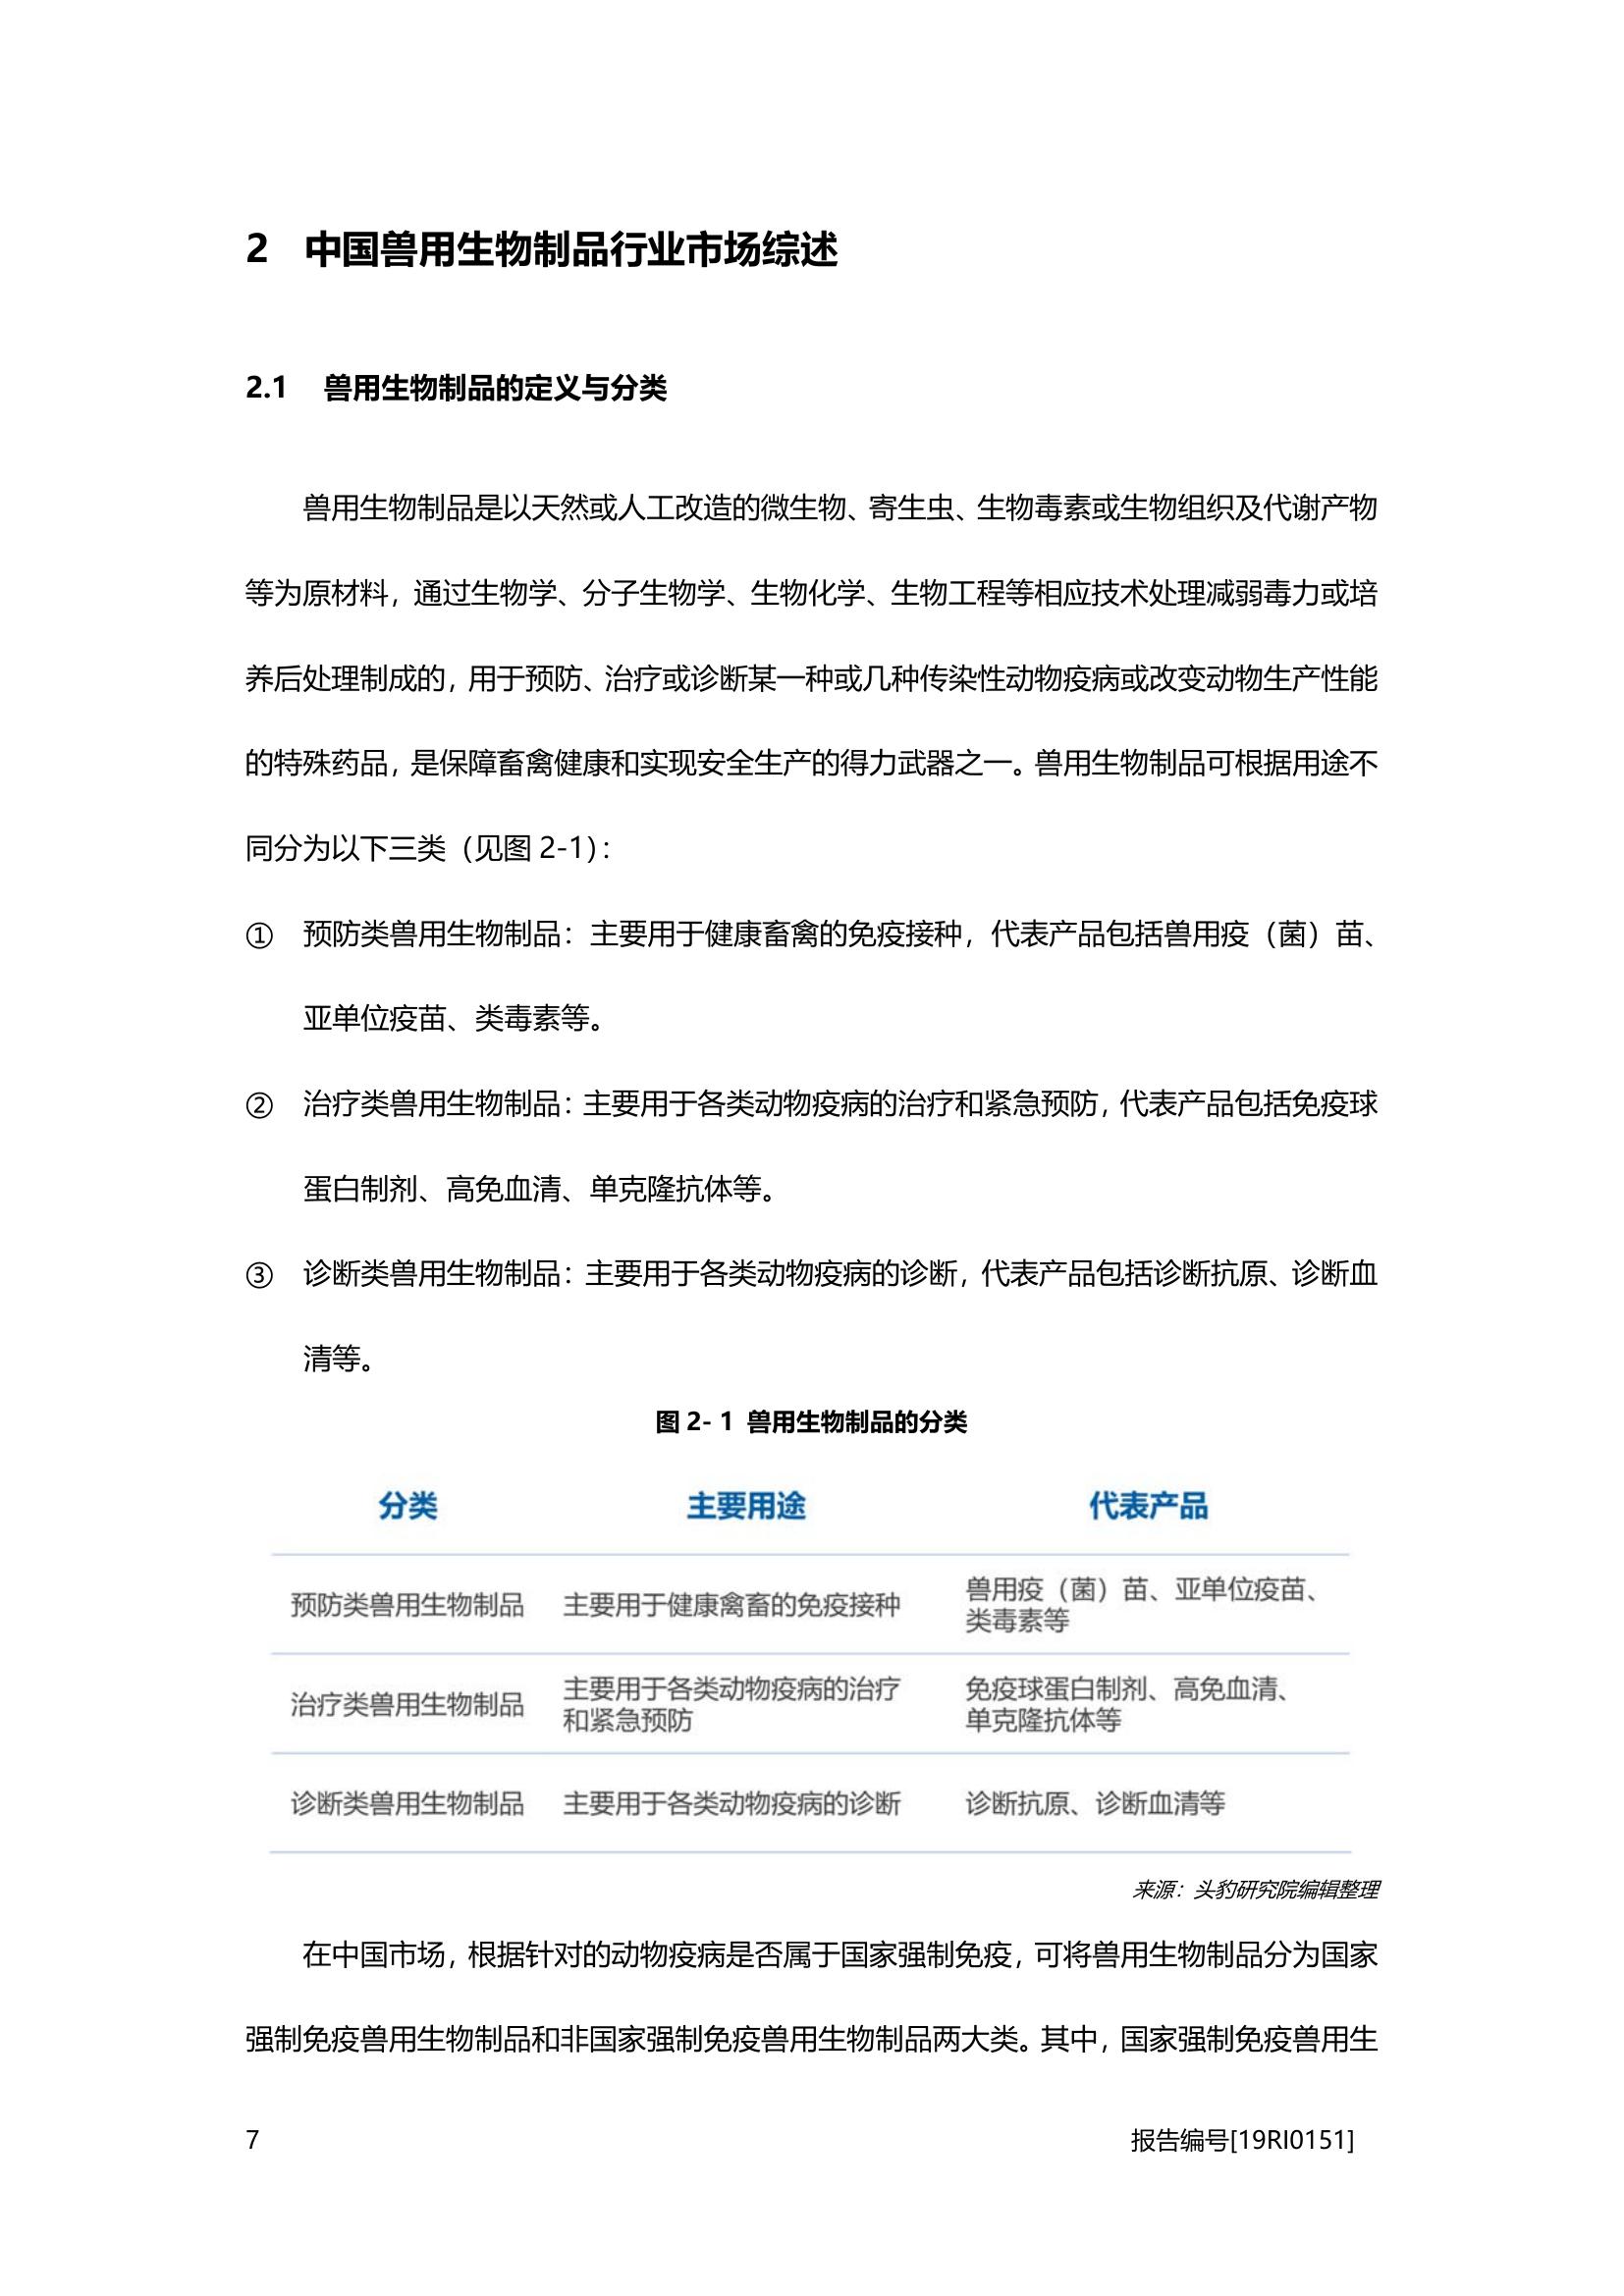 2 中国兽用生物制品行业市场综述
2.1 兽用生物制品的定义与分类
兽用生物制品是以天然或人工改造的微生物、寄生虫、生物毒素或生物组织及代谢产物
等为原材料，通过生物学、分子生物学、生物化学、生物工程等相应技术处理减弱毒力或培
养后处理制成的，用于预防、治疗或诊断某一种或几种传染性动物疫病或改变动物生产性能
的特殊药品，是保障畜禽健康和实现安全生产的得力武器之一。兽用生物制品可根据用途不
同分为以下三类（见图 2-1）：
① 预防类兽用生物制品：主要用于健康畜禽的免疫接种，代表产品包括兽用疫（菌）苗、
亚单位疫苗、类毒素等。
② 治疗类兽用生物制品：主要用于各类动物疫病的治疗和紧急预防，代表产品包括免疫球
蛋白制剂、高免血清、单克隆抗体等。
③ 诊断类兽用生物制品：主要用于各类动物疫病的诊断，代表产品包括诊断抗原、诊断血
清等。
图 2- 1 兽用生物制品的分类
分类 主要用途 代表产品
预防类兽用生物制品 主要用于健康禽畜的免疫接种 兽用疫（菌）苗、亚单位疫苗、
类毒素等
治疗类兽用生物制品 主要用于各类动物疫病的治疗 免疫球蛋白制剂、高免血清、
和紧急预防 单克隆抗体等
诊断类兽用生物制品 主要用于各类动物疫病的诊断 诊断抗原、诊断血清等
来源：头豹研究院编辑整理
在中国市场，根据针对的动物疫病是否属于国家强制免疫，可将兽用生物制品分为国家
强制免疫兽用生物制品和非国家强制免疫兽用生物制品两大类。其中，国家强制免疫兽用生
7 报告编号[19RI0151]